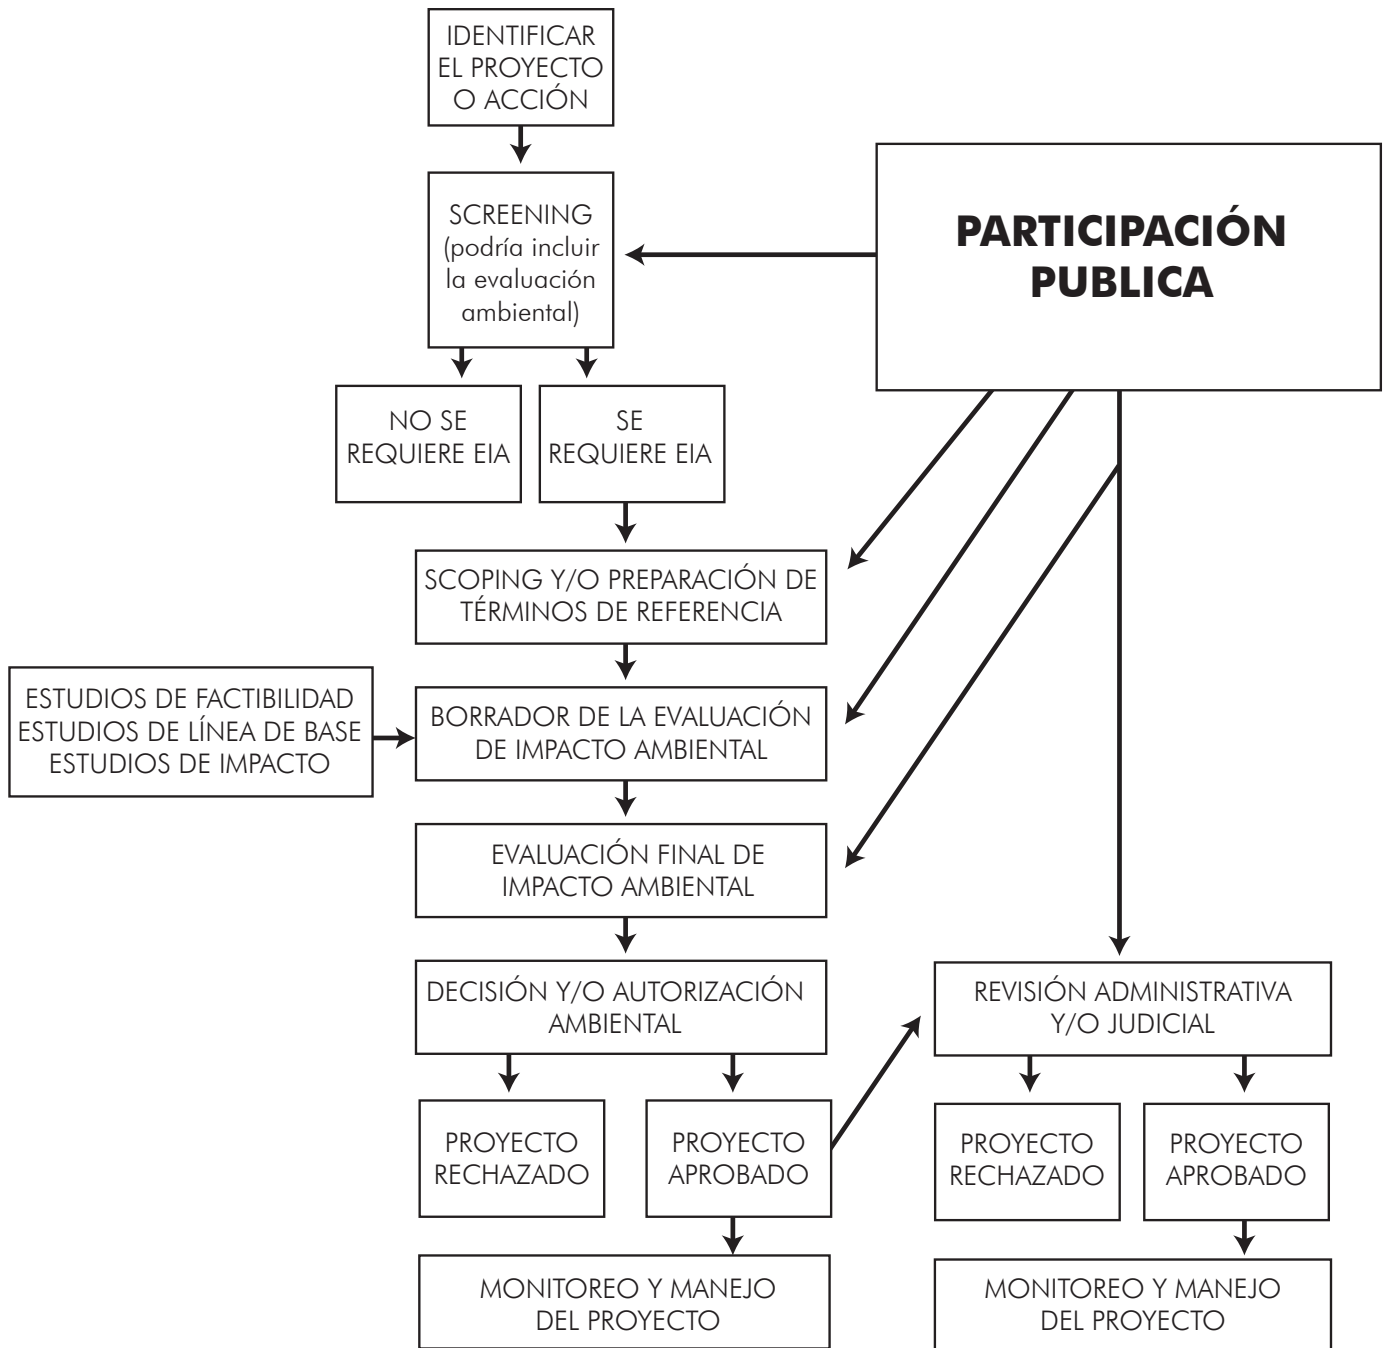 IDENTIFICAR
EL PROYECTO
O ACCIÓN
SCREENING
(podría incluir
la evaluación
ambiental)
PARTICIPACIÓN
PUBLICA
NO SE
REQUIERE EIA
SE
REQUIERE EIA
SCOPING Y/O PREPARACIÓN DE
TÉRMINOS DE REFERENCIA
ESTUDIOS DE FACTIBILIDAD
ESTUDIOS DE LÍNEA DE BASE
ESTUDIOS DE IMPACTO
BORRADOR DE LA EVALUACIÓN
DE IMPACTO AMBIENTAL
EVALUACIÓN FINAL DE
IMPACTO AMBIENTAL
DECISIÓN Y/O AUTORIZACIÓN
AMBIENTAL
REVISIÓN ADMINISTRATIVA
Y/O JUDICIAL
PROYECTO
RECHAZADO
PROYECTO
APROBADO
PROYECTO
RECHAZADO
PROYECTO
APROBADO
MONITOREO Y MANEJO
DEL PROYECTO
MONITOREO Y MANEJO
DEL PROYECTO